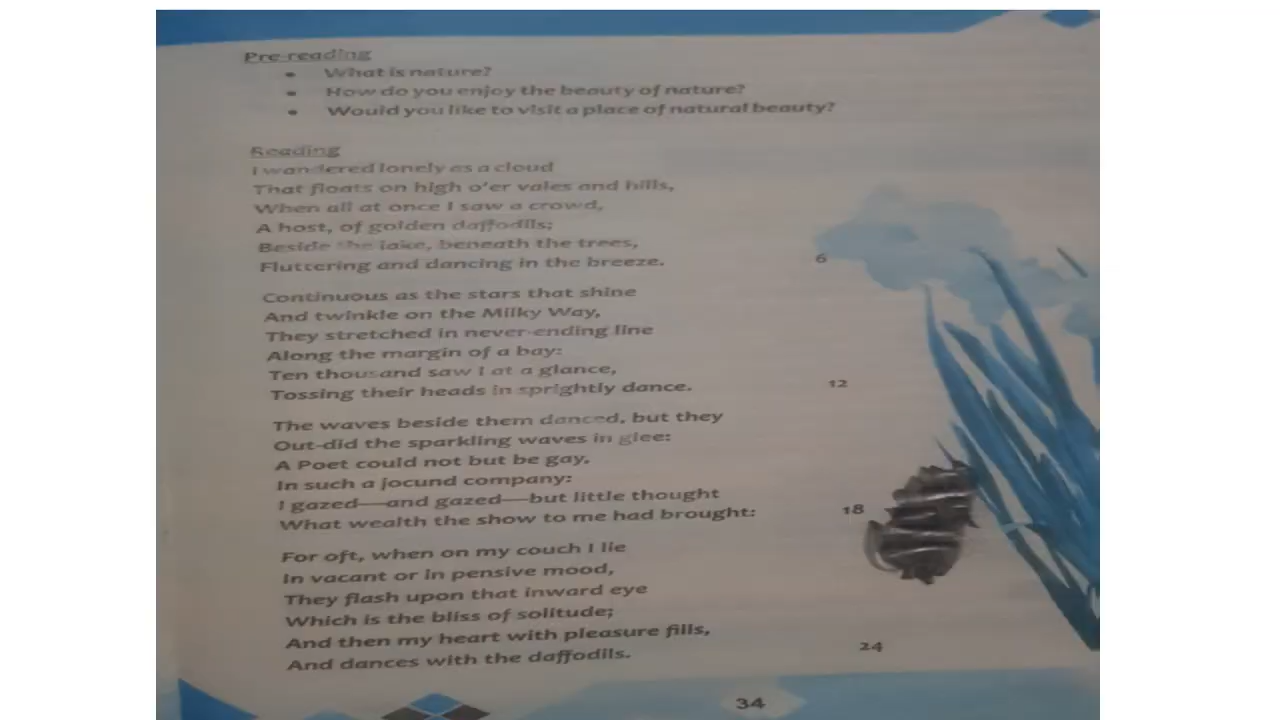 Pre-reading
• What is nature?
• How do you enjoy the beauty of nature?
• Would you like to visit a place of natural beauty?
Reading
I wandered lonely as a cloud
That floats on high o'er vales and hills,
When all at once I saw a crowd,
A host, of golden daffodils;
Beside the lake, beneath the trees,
Fluttering and dancing in the breeze. 6
Continuous as the stars that shine
And twinkle on the Milky Way,
They stretched in never-ending line
Along the margin of a bay:
Ten thousand saw I at a glance,
Tossing their heads in sprightly dance. 12
The waves beside them danced, but they
Out-did the sparkling waves in glee:
A Poet could not but be gay,
In such a jocund company:
I gazed—and gazed—but little thought
What wealth the show to me had brought: 18
For oft, when on my couch I lie
In vacant or in pensive mood,
They flash upon that inward eye
Which is the bliss of solitude;
And then my heart with pleasure fills,
And dances with the daffodils. 24
34